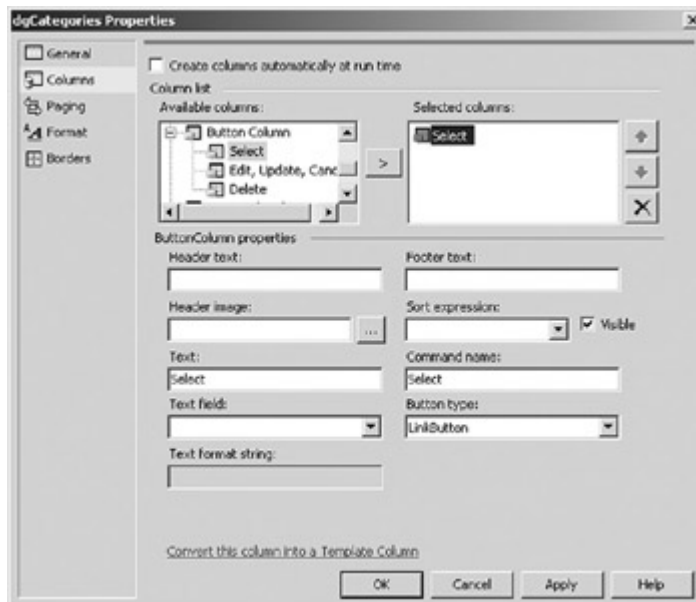 dgCategories Properties
General
Columns
Paging
Format
Borders
Create columns automatically at run time
Column list
Available columns:
Selected columns:
Button Column
Select
Edit, Update, Canc
Delete
>
Select
ButtonColumn properties
Header text:
Footer text:
Header image:
Sort expression:
...
Visible
Text:
Command name:
Select
Select
Text field:
Button type:
LinkButton
Text format string:
Convert this column into a Template Column
OK
Cancel
Apply
Help